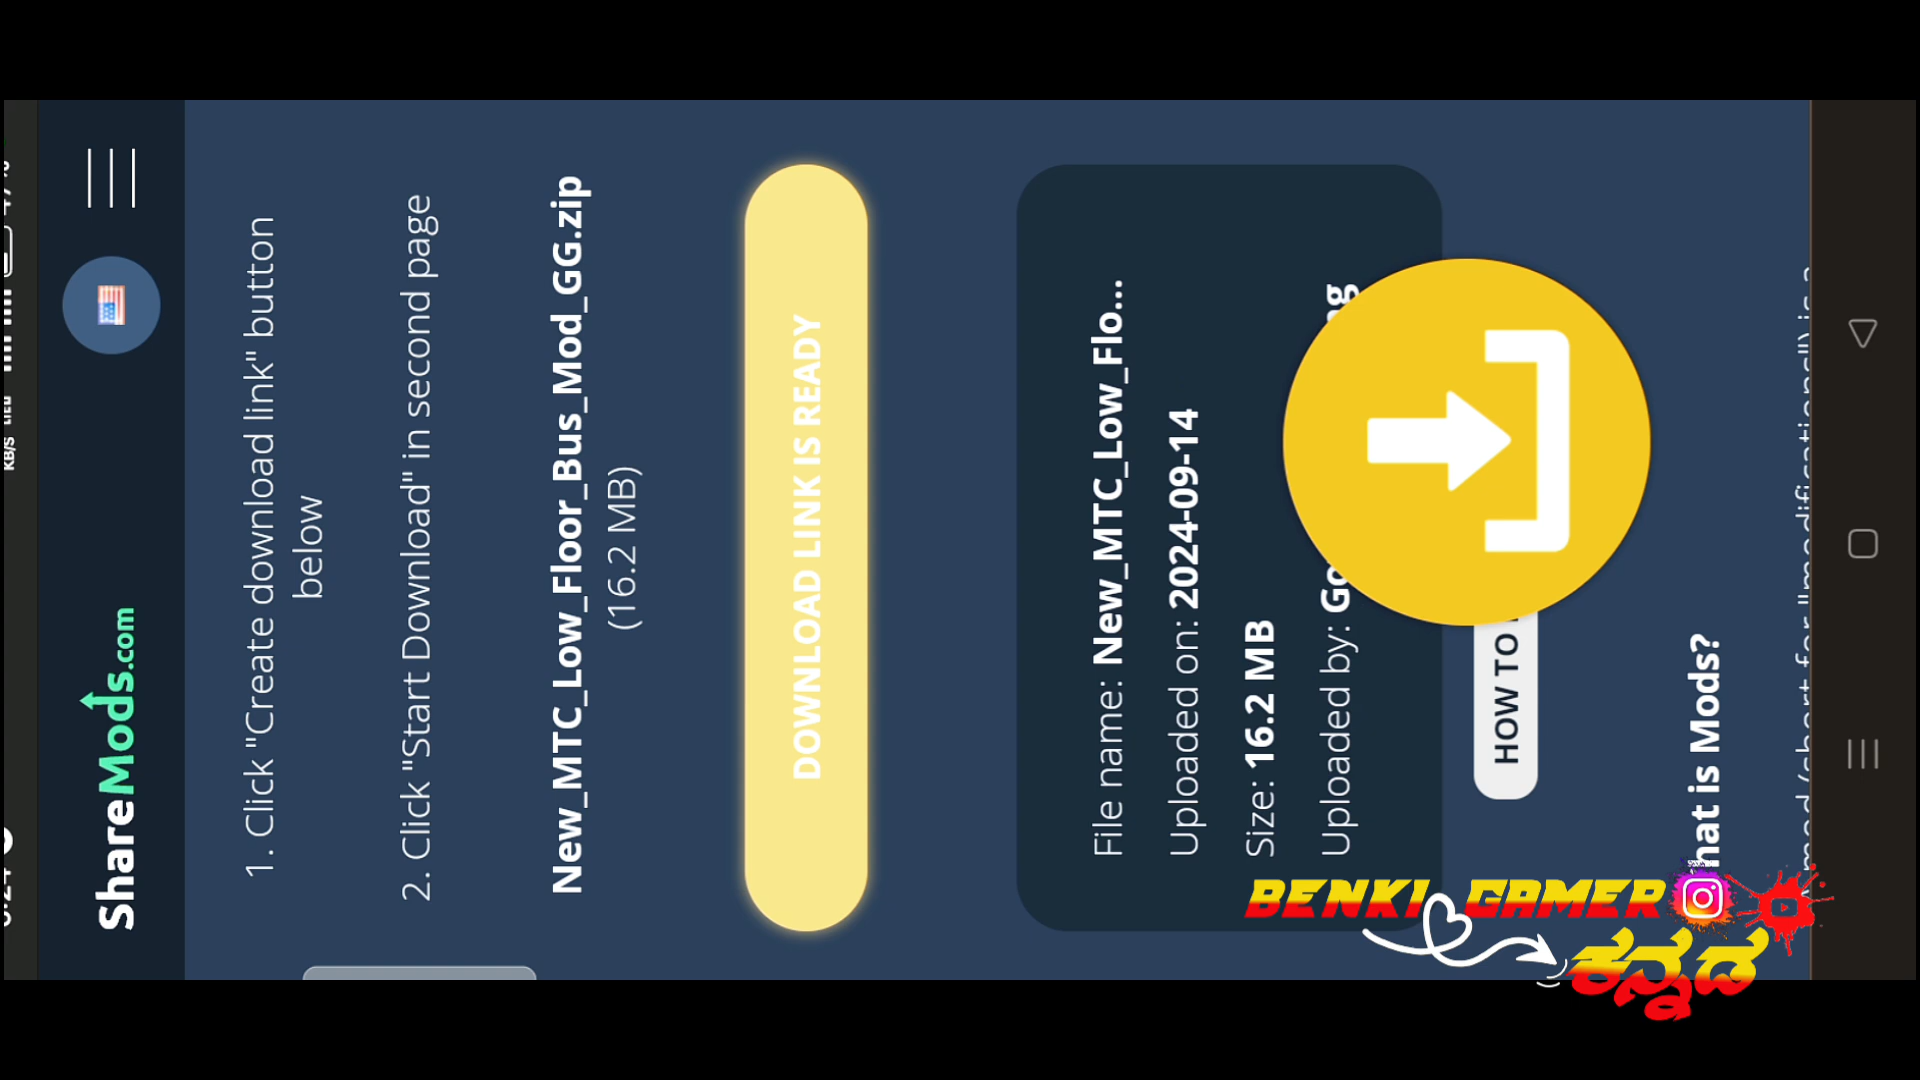 ShareMods.com
1. Click "Create download link" button
below
2. Click "Start Download" in second page
New_MTC_Low_Floor_Bus_Mod_GG.zip
(16.2 MB)
DOWNLOAD LINK IS READY
File name: New_MTC_Low_Flo...
Uploaded on: 2024-09-14
Size: 16.2 MB
Uploaded by:
HOW TO
is Mods?
KB/S
BENKI GAMER
ಕನ್ನಡ